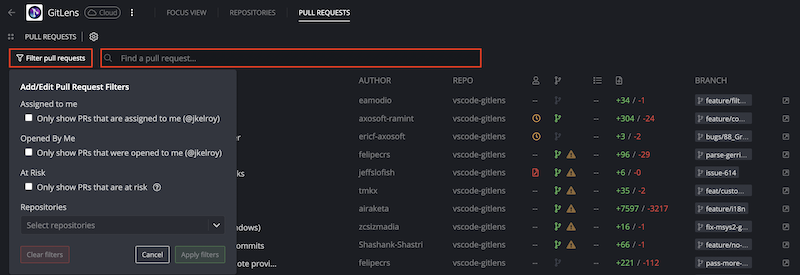 GitLens Cloud FOCUS VIEW REPOSITORIES PULL REQUESTS
PULL REQUESTS
Filter pull requests Find a pull request...
Add/Edit Pull Request Filters
Assigned to me
Only show PRs that are assigned to me (@jkelroy)
Opened By Me
Only show PRs that were opened to me (@jkelroy)
At Risk
Only show PRs that are at risk
Repositories
Select repositories
Clear filters Cancel Apply filters
AUTHOR REPO BRANCH
eamodio vscode-gitlens -- -- +34 / -1 feature/filt...
axosoft-ramint vscode-gitlens -- +304 / -24 feature/co...
ericf-axosoft vscode-gitlens -- +3 / -2 bugs/88_Gr...
felipecrs vscode-gitlens -- -- +96 / -29 parse-gerri...
ks jeffslofish vscode-gitlens -- +6 / -0 issue-614
tmkx vscode-gitlens -- -- +35 / -2 feat/custo...
airaketa vscode-gitlens -- -- +7597 / -3217 feature/i18n
ndows) zcsizmadia vscode-gitlens -- -- +16 / -1 fix-msys2-g...
ommits Shashank-Shastri vscode-gitlens -- -- +66 / -1 feature/no-...
ote provi... felipecrs vscode-gitlens -- -- +221 / -112 pass-more-...